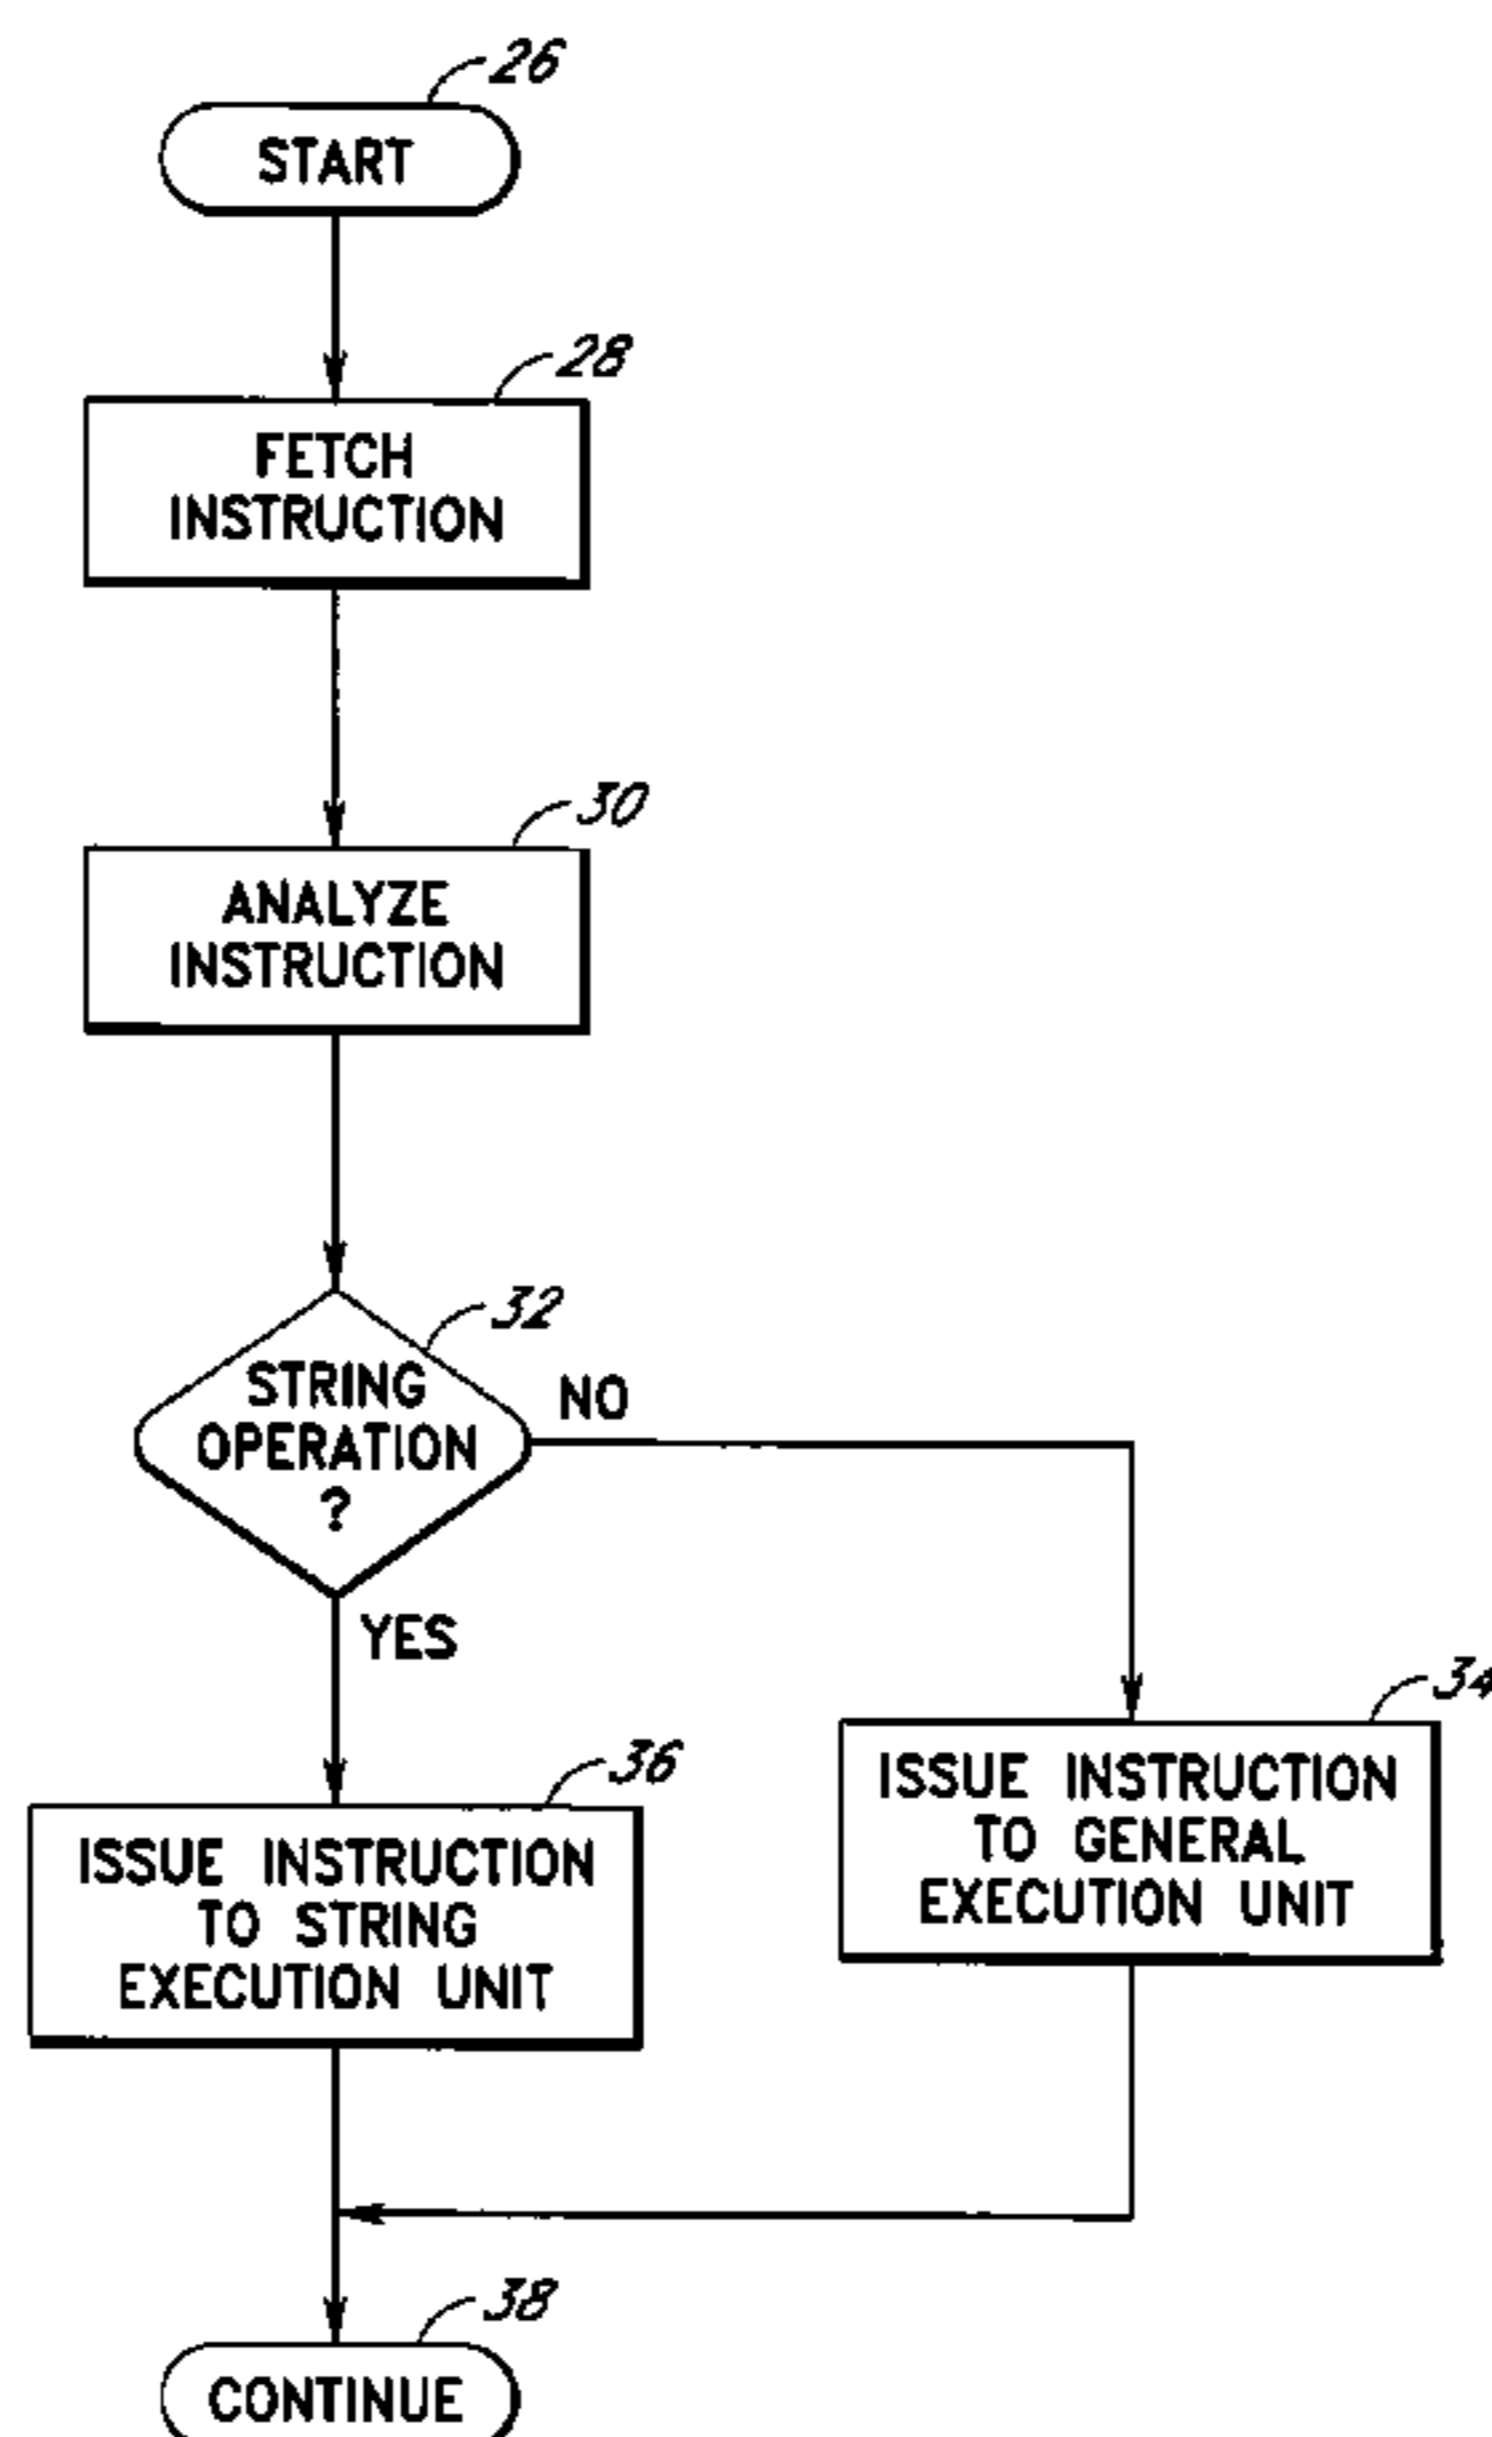 26
START
28
FETCH
INSTRUCTION
30
ANALYZE
INSTRUCTION
32
STRING
OPERATION
?
NO
YES
34
ISSUE INSTRUCTION
TO GENERAL
EXECUTION UNIT
36
ISSUE INSTRUCTION
TO STRING
EXECUTION UNIT
38
CONTINUE